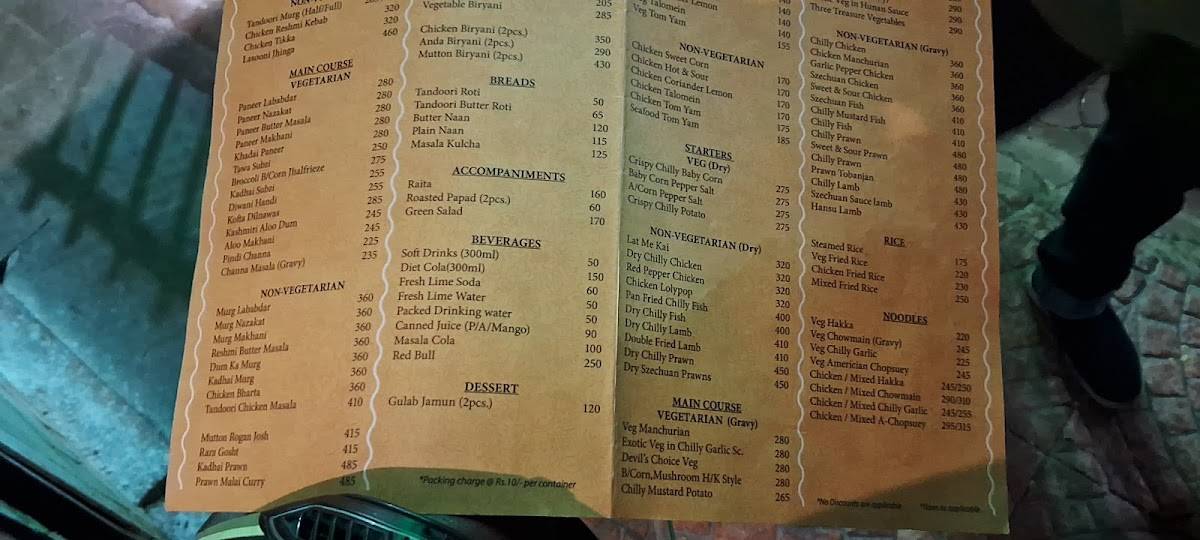 Tandoori Murg (Half/Full)
Chicken Reshmi Kebab 320
Chicken Tikka 320
Lasooni Jhinga 460
MAIN COURSE
VEGETARIAN
Paneer Lababdar 280
Paneer Nazakat 280
Paneer Butter Masala 280
Paneer Makhani 280
Khadai Paneer 280
Tawa Subzi 250
Broccoli B/Corn Jhalfrieze 275
Kadhai Subzi 255
Diwani Handi 255
Kofta Dilnawas 285
Kashmiri Aloo Dum 245
Aloo Makhani 245
Pindi Channa 225
Channa Masala (Gravy) 235
NON-VEGETARIAN
Murg Lababdar 360
Murg Nazakat 360
Murg Makhani 360
Reshmi Butter Masala 360
Dum Ka Murg 360
Kadhai Murg 360
Chicken Bharta 360
Tandoori Chicken Masala 410
Mutton Rogan Josh 415
Rara Gosht 415
Kadhai Prawn 485
Prawn Malai Curry 485
Vegetable Biryani 205
285
Chicken Biryani (2pcs.) 350
Anda Biryani (2pcs.) 290
Mutton Biryani (2pcs.) 430
BREADS
Tandoori Roti 50
Tandoori Butter Roti 65
Butter Naan 120
Plain Naan 115
Masala Kulcha 125
ACCOMPANIMENTS
Raita 160
Roasted Papad (2pcs.) 60
Green Salad 170
BEVERAGES
Soft Drinks (300ml) 50
Diet Cola(300ml) 150
Fresh Lime Soda 60
Fresh Lime Water 50
Packed Drinking water 50
Canned Juice (P/A/Mango) 90
Masala Cola 100
Red Bull 250
DESSERT
Gulab Jamun (2pcs.) 120
*Packing charge @ Rs.10/- per container
Lemon 140
Veg Talomein 140
Veg Tom Yam 140
155
NON-VEGETARIAN
Chicken Sweet Corn 170
Chicken Hot & Sour 170
Chicken Coriander Lemon 170
Chicken Talomein 170
Chicken Tom Yam 175
Seafood Tom Yam 185
STARTERS
VEG (Dry)
Crispy Chilly Baby Corn 275
Baby Corn Pepper Salt 275
A/Corn Pepper Salt 275
Crispy Chilly Potato 275
NON-VEGETARIAN (Dry)
Lat Me Kai 320
Dry Chilly Chicken 320
Red Pepper Chicken 320
Chicken Lolypop 320
Pan Fried Chilly Fish 400
Dry Chilly Fish 400
Dry Chilly Lamb 410
Double Fried Lamb 410
Dry Chilly Prawn 450
Dry Szechuan Prawns 450
MAIN COURSE
VEGETARIAN (Gravy)
Veg Manchurian 280
Exotic Veg in Chilly Garlic Sc. 280
Devil's Choice Veg 280
B/Corn,Mushroom H/K Style 280
Chilly Mustard Potato 265
Veg in Hunan Sauce 290
Three Treasure Vegetables 290
290
NON-VEGETARIAN (Gravy)
Chilly Chicken 360
Chicken Manchurian 360
Garlic Pepper Chicken 360
Szechuan Chicken 360
Sweet & Sour Chicken 360
Szechuan Fish 410
Chilly Mustard Fish 410
Chilly Fish 410
Chilly Prawn 480
Sweet & Sour Prawn 480
Chilly Prawn 480
Prawn Tobanjan 480
Chilly Lamb 430
Szechuan Sauce lamb 430
Hansu Lamb 430
RICE
Steamed Rice 175
Veg Fried Rice 220
Chicken Fried Rice 230
Mixed Fried Rice 250
NOODLES
Veg Hakka 220
Veg Chowmain (Gravy) 245
Veg Chilly Garlic 225
Veg American Chopsuey 245
Chicken / Mixed Hakka 245/250
Chicken / Mixed Chowmain 290/310
Chicken / Mixed Chilly Garlic 245/255
Chicken / Mixed A-Chopsuey 295/315
*No Discounts are applicable *Taxes as applicable